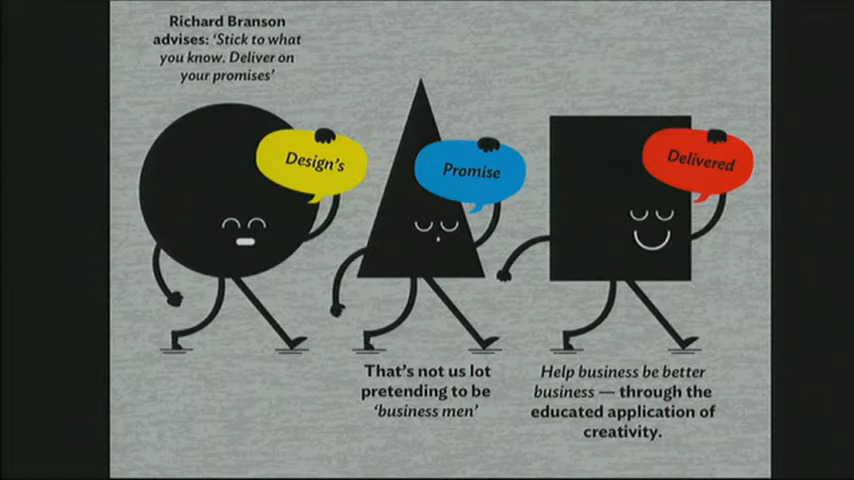 Richard Branson
advises: ‘Stick to what
you know. Deliver on
your promises’
Design's
Promise
Delivered
That's not us lot
pretending to be
‘business men’
Help business be better
business — through the
educated application of
creativity.